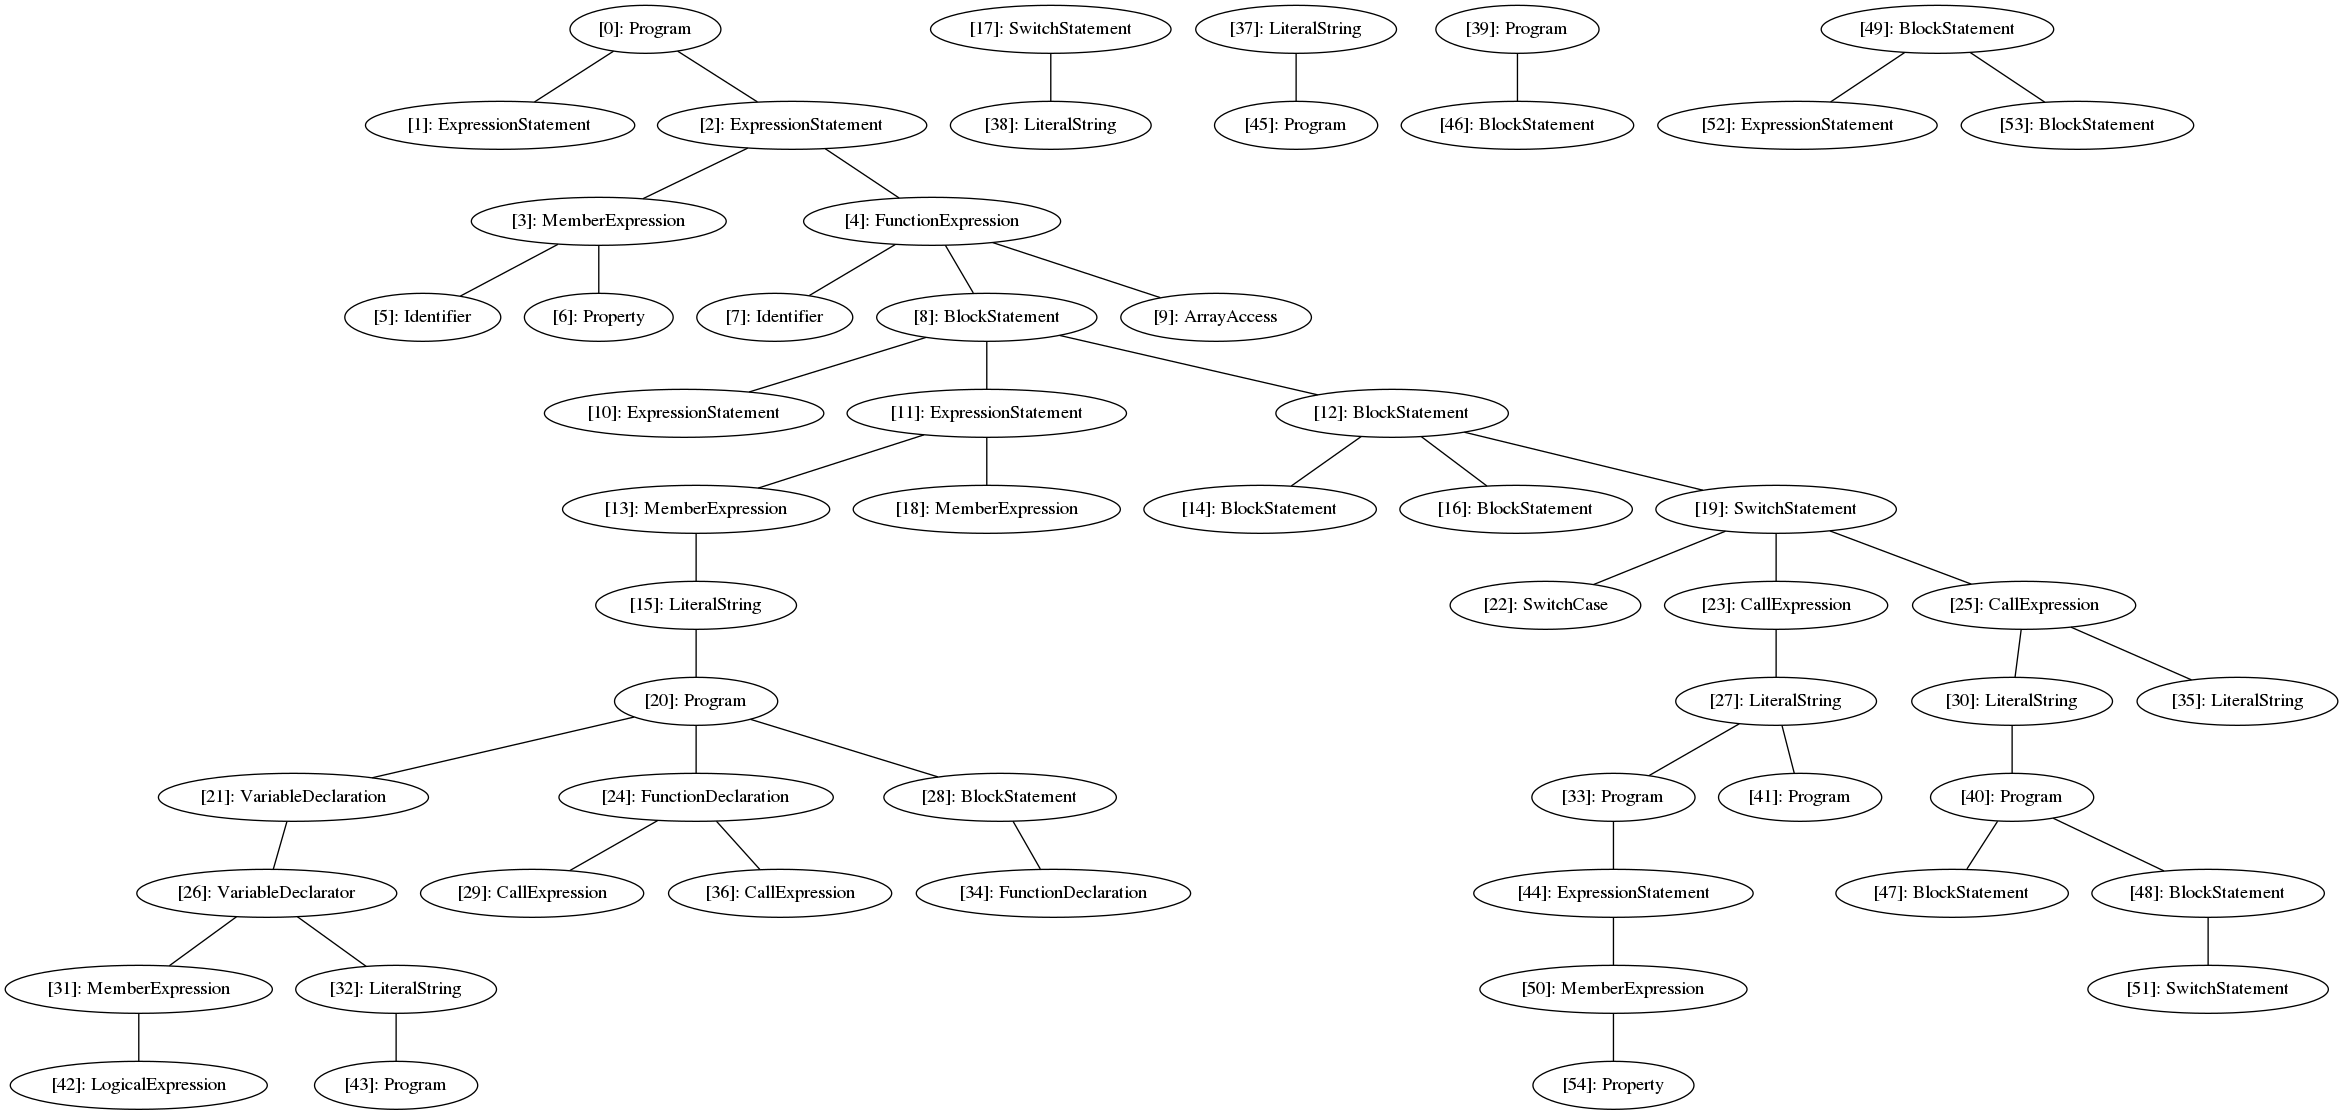 [0]: Program
[17]: SwitchStatement
[37]: LiteralString
[39]: Program
[49]: BlockStatement
[1]: ExpressionStatement
[2]: ExpressionStatement
[38]: LiteralString
[45]: Program
[46]: BlockStatement
[52]: ExpressionStatement
[53]: BlockStatement
[3]: MemberExpression
[4]: FunctionExpression
[5]: Identifier
[6]: Property
[7]: Identifier
[8]: BlockStatement
[9]: ArrayAccess
[10]: ExpressionStatement
[11]: ExpressionStatement
[12]: BlockStatement
[13]: MemberExpression
[18]: MemberExpression
[14]: BlockStatement
[16]: BlockStatement
[19]: SwitchStatement
[15]: LiteralString
[22]: SwitchCase
[23]: CallExpression
[25]: CallExpression
[20]: Program
[27]: LiteralString
[30]: LiteralString
[35]: LiteralString
[21]: VariableDeclaration
[24]: FunctionDeclaration
[28]: BlockStatement
[33]: Program
[41]: Program
[40]: Program
[26]: VariableDeclarator
[29]: CallExpression
[36]: CallExpression
[34]: FunctionDeclaration
[44]: ExpressionStatement
[47]: BlockStatement
[48]: BlockStatement
[31]: MemberExpression
[32]: LiteralString
[50]: MemberExpression
[51]: SwitchStatement
[42]: LogicalExpression
[43]: Program
[54]: Property